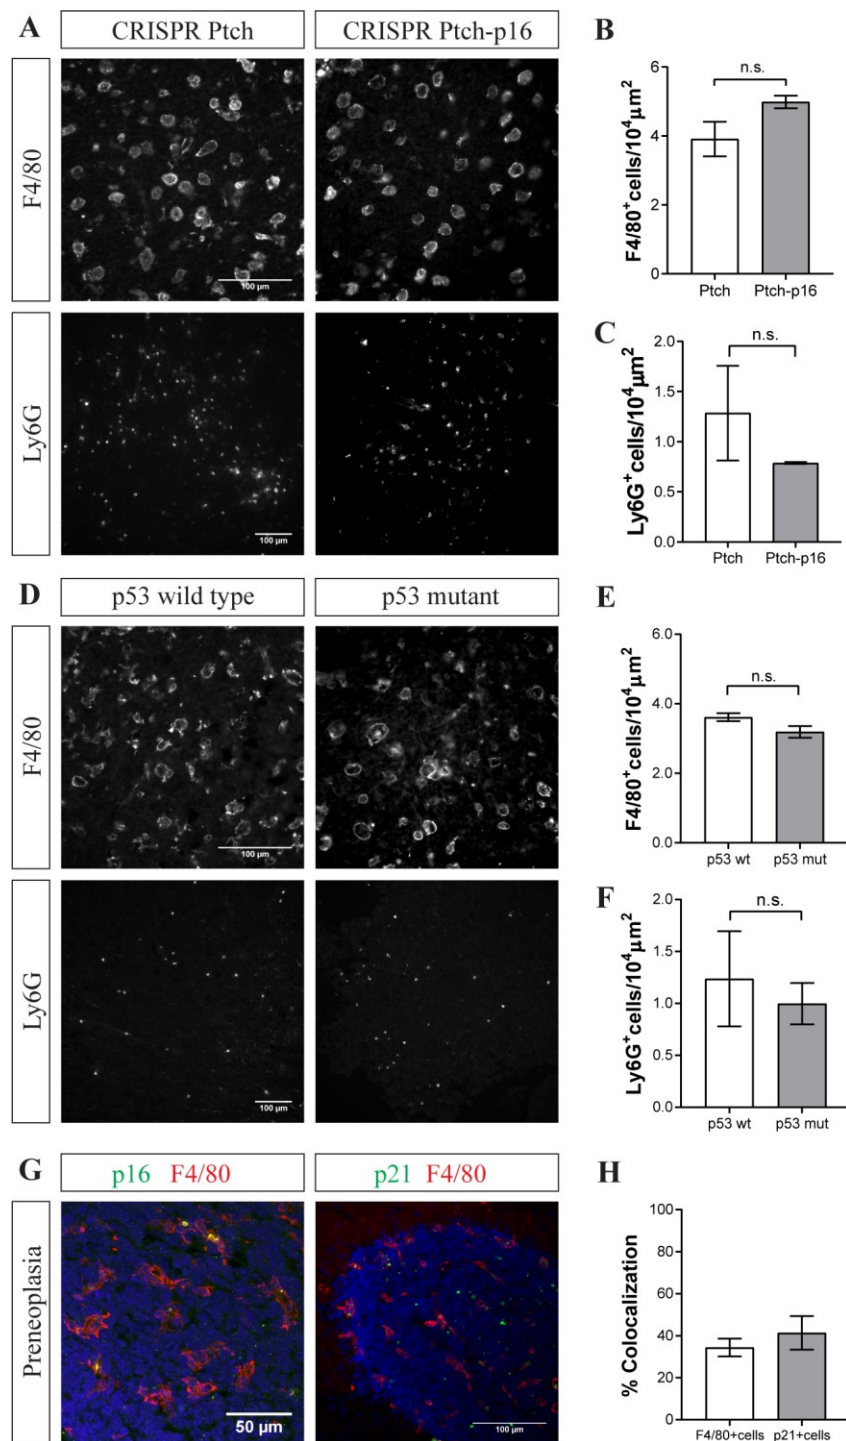 A
CRISPR Ptch
CRISPR Ptch-p16
F4/80
100 µm
Ly6G
100 µm
B
F4/80⁺cells/10⁴µm²
6
4
2
0
n.s.
Ptch
Ptch-p16
C
Ly6G⁺cells/10⁴µm²
2.0
1.5
1.0
0.5
0.0
n.s.
Ptch
Ptch-p16
D
p53 wild type
p53 mutant
F4/80
100 µm
Ly6G
100 µm
E
F4/80⁺cells/10⁴µm²
6.0
4.0
2.0
0.0
n.s.
p53 wt
p53 mut
F
Ly6G⁺cells/10⁴µm²
2.0
1.5
1.0
0.5
0.0
n.s.
p53 wt
p53 mut
G
p16 F4/80
p21 F4/80
Preneoplasia
50 µm
100 µm
H
% Colocalization
100
80
60
40
20
0
F4/80+cells
p21+cells